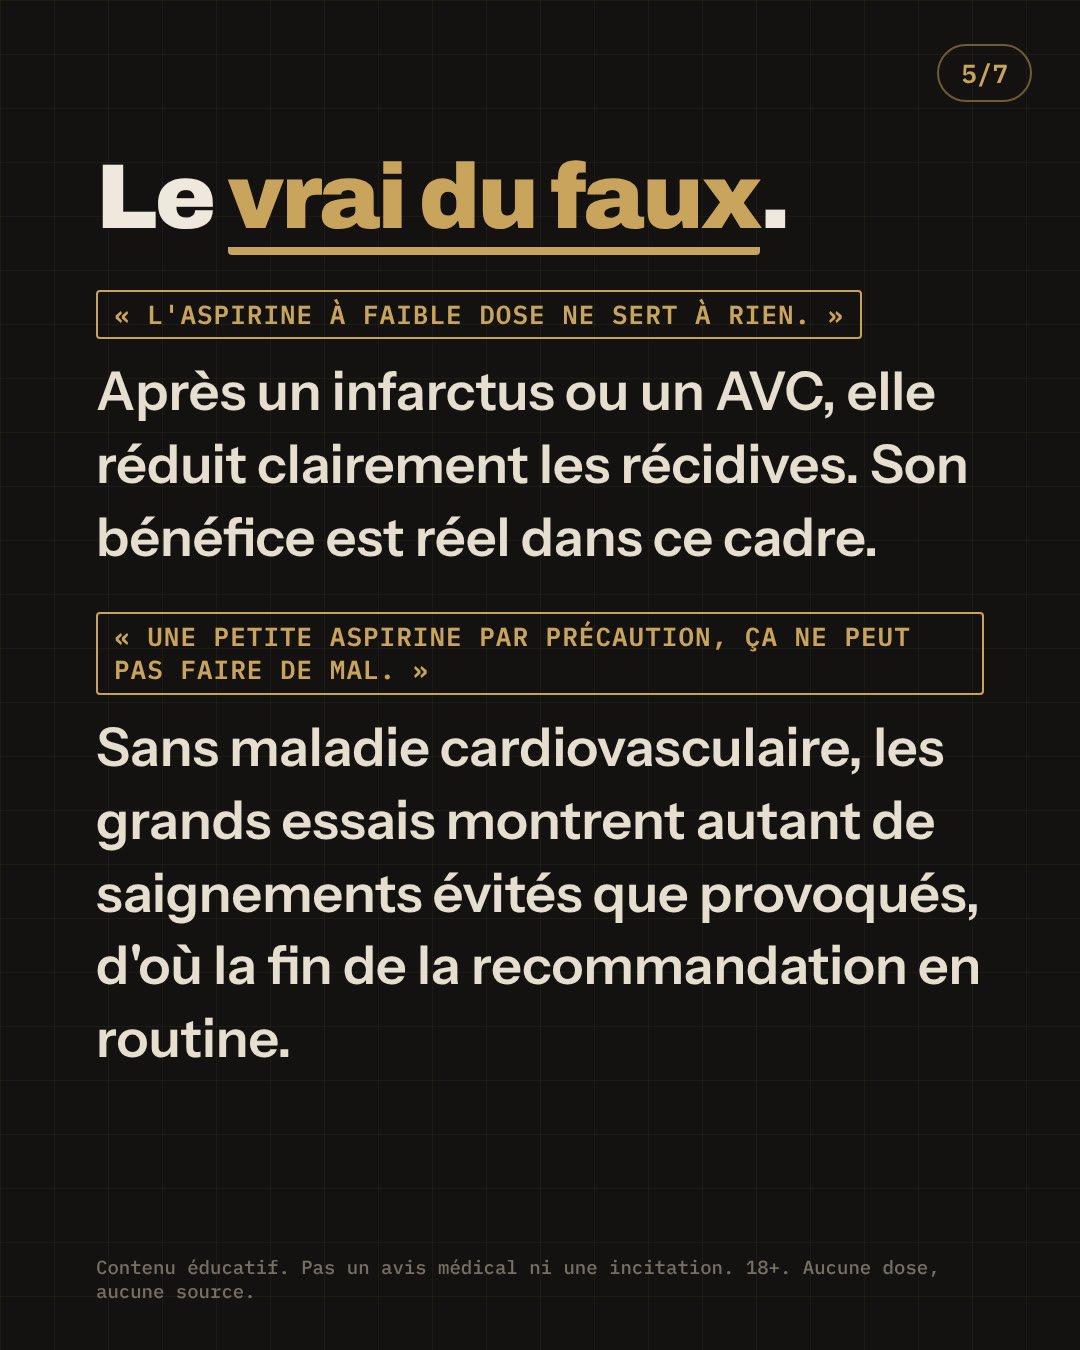 5/7
Le vrai du faux.
« L'ASPIRINE À FAIBLE DOSE NE SERT À RIEN. »
Après un infarctus ou un AVC, elle
réduit clairement les récidives. Son
bénéfice est réel dans ce cadre.
« UNE PETITE ASPIRINE PAR PRÉCAUTION, ÇA NE PEUT
PAS FAIRE DE MAL. »
Sans maladie cardiovasculaire, les
grands essais montrent autant de
saignements évités que provoqués,
d'où la fin de la recommandation en
routine.
Contenu éducatif. Pas un avis médical ni une incitation. 18+. Aucune dose,
aucune source.